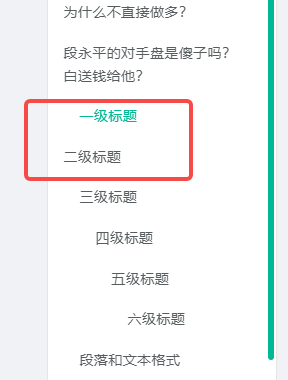 为什么不直接做多？
段永平的对手盘是傻子吗？
白送钱给他？
一级标题
二级标题
三级标题
四级标题
五级标题
六级标题
段落和文本格式